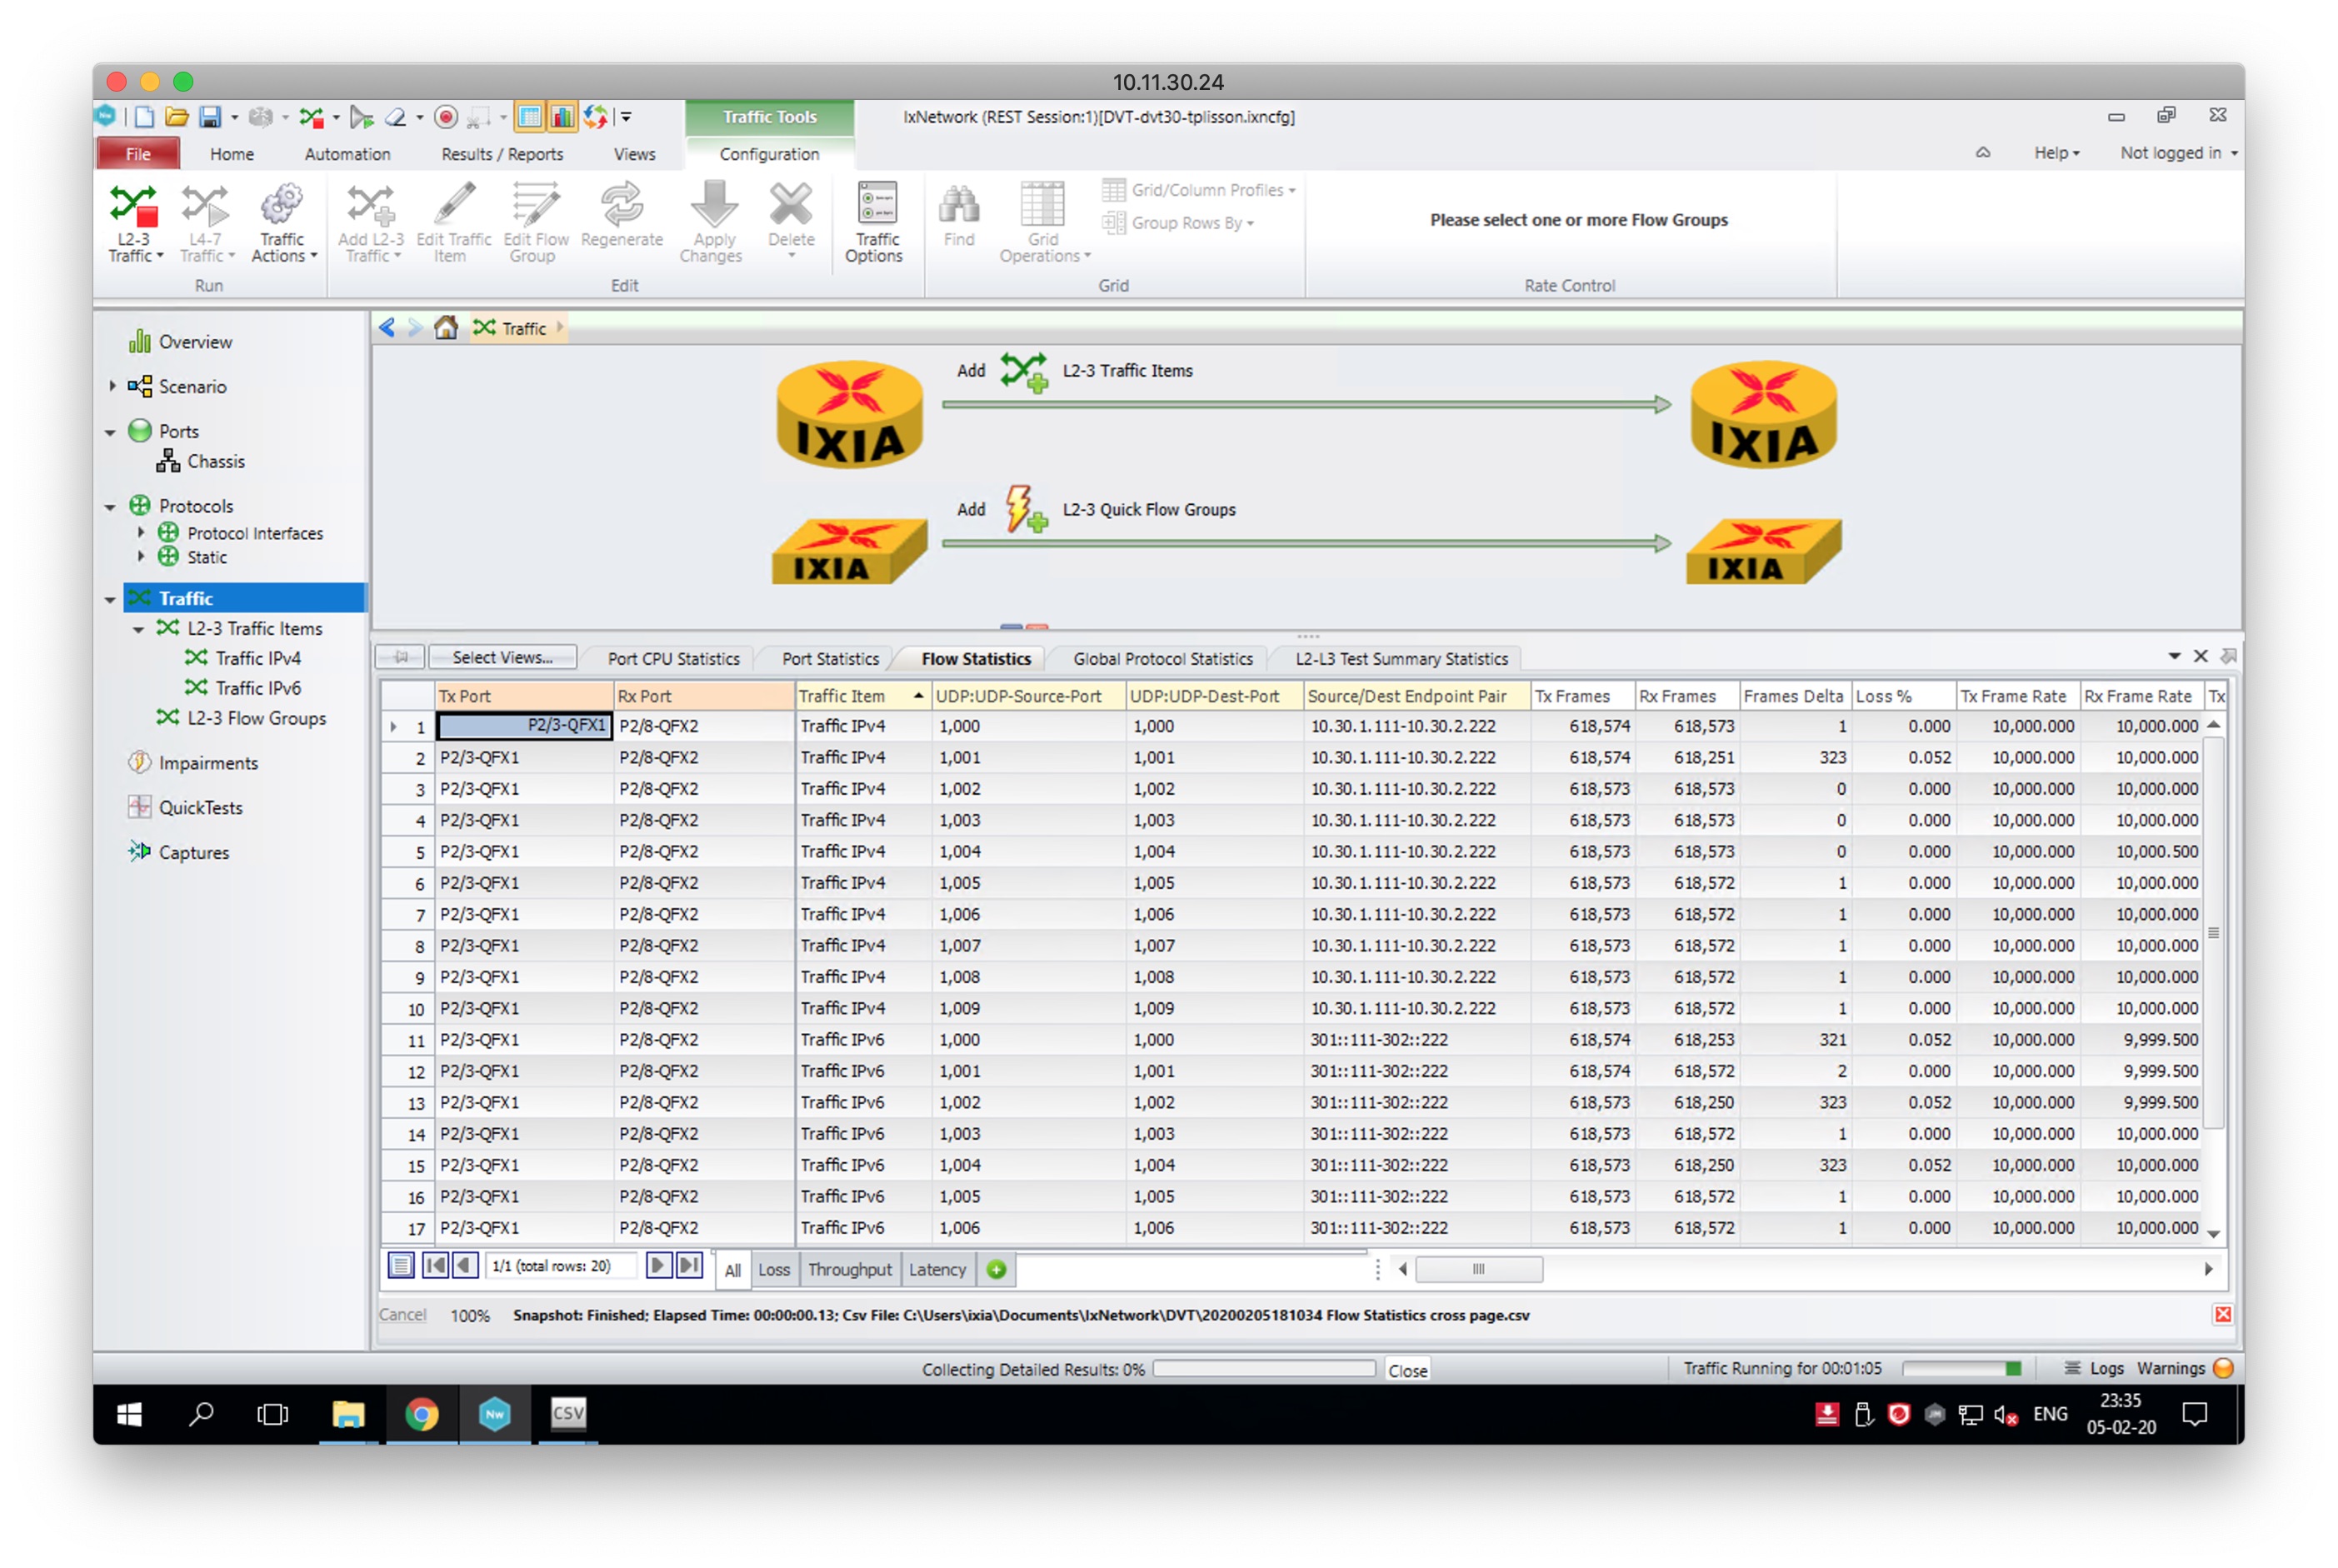 10.11.30.24
Traffic Tools
IxNetwork (REST Session:1)[DVT-dvt30-tplisson.ixncfg]
File Home Automation Results / Reports Views Configuration Help Not logged in
L2-3 Traffic L4-7 Traffic Traffic Actions Add L2-3 Traffic Edit Traffic Item Edit Flow Group Regenerate Apply Changes Delete Traffic Options Find Grid Operations
Grid/Column Profiles
Group Rows By
Please select one or more Flow Groups
Run Edit Grid Rate Control
Overview
Scenario
Ports
Chassis
Protocols
Protocol Interfaces
Static
Traffic
L2-3 Traffic Items
Traffic IPv4
Traffic IPv6
L2-3 Flow Groups
Impairments
QuickTests
Captures
Traffic
Add L2-3 Traffic Items
IXIA IXIA
Add L2-3 Quick Flow Groups
IXIA IXIA
Select Views... Port CPU Statistics Port Statistics Flow Statistics Global Protocol Statistics L2-L3 Test Summary Statistics
Tx Port Rx Port Traffic Item UDP:UDP-Source-Port UDP:UDP-Dest-Port Source/Dest Endpoint Pair Tx Frames Rx Frames Frames Delta Loss % Tx Frame Rate Rx Frame Rate Tx
1 P2/3-QFX1 P2/8-QFX2 Traffic IPv4 1,000 1,000 10.30.1.111-10.30.2.222 618,574 618,573 1 0.000 10,000.000 10,000.000
2 P2/3-QFX1 P2/8-QFX2 Traffic IPv4 1,001 1,001 10.30.1.111-10.30.2.222 618,574 618,251 323 0.052 10,000.000 10,000.000
3 P2/3-QFX1 P2/8-QFX2 Traffic IPv4 1,002 1,002 10.30.1.111-10.30.2.222 618,573 618,573 0 0.000 10,000.000 10,000.000
4 P2/3-QFX1 P2/8-QFX2 Traffic IPv4 1,003 1,003 10.30.1.111-10.30.2.222 618,573 618,573 0 0.000 10,000.000 10,000.000
5 P2/3-QFX1 P2/8-QFX2 Traffic IPv4 1,004 1,004 10.30.1.111-10.30.2.222 618,573 618,573 0 0.000 10,000.000 10,000.500
6 P2/3-QFX1 P2/8-QFX2 Traffic IPv4 1,005 1,005 10.30.1.111-10.30.2.222 618,573 618,572 1 0.000 10,000.000 10,000.000
7 P2/3-QFX1 P2/8-QFX2 Traffic IPv4 1,006 1,006 10.30.1.111-10.30.2.222 618,573 618,572 1 0.000 10,000.000 10,000.000
8 P2/3-QFX1 P2/8-QFX2 Traffic IPv4 1,007 1,007 10.30.1.111-10.30.2.222 618,573 618,572 1 0.000 10,000.000 10,000.000
9 P2/3-QFX1 P2/8-QFX2 Traffic IPv4 1,008 1,008 10.30.1.111-10.30.2.222 618,573 618,572 1 0.000 10,000.000 10,000.000
10 P2/3-QFX1 P2/8-QFX2 Traffic IPv4 1,009 1,009 10.30.1.111-10.30.2.222 618,573 618,572 1 0.000 10,000.000 10,000.000
11 P2/3-QFX1 P2/8-QFX2 Traffic IPv6 1,000 1,000 301::111-302::222 618,574 618,253 321 0.052 10,000.000 9,999.500
12 P2/3-QFX1 P2/8-QFX2 Traffic IPv6 1,001 1,001 301::111-302::222 618,574 618,572 2 0.000 10,000.000 9,999.500
13 P2/3-QFX1 P2/8-QFX2 Traffic IPv6 1,002 1,002 301::111-302::222 618,573 618,250 323 0.052 10,000.000 9,999.500
14 P2/3-QFX1 P2/8-QFX2 Traffic IPv6 1,003 1,003 301::111-302::222 618,573 618,572 1 0.000 10,000.000 10,000.000
15 P2/3-QFX1 P2/8-QFX2 Traffic IPv6 1,004 1,004 301::111-302::222 618,573 618,250 323 0.052 10,000.000 10,000.000
16 P2/3-QFX1 P2/8-QFX2 Traffic IPv6 1,005 1,005 301::111-302::222 618,573 618,572 1 0.000 10,000.000 10,000.000
17 P2/3-QFX1 P2/8-QFX2 Traffic IPv6 1,006 1,006 301::111-302::222 618,573 618,572 1 0.000 10,000.000 10,000.000
1/1 (total rows: 20) All Loss Throughput Latency
Cancel 100% Snapshot: Finished; Elapsed Time: 00:00:00.13; Csv File: C:\Users\ixia\Documents\IxNetwork\DVT\20200205181034 Flow Statistics cross page.csv
Collecting Detailed Results: 0% Close Traffic Running for 00:01:05 Logs Warnings
Nw CSV ENG 23:35
05-02-20